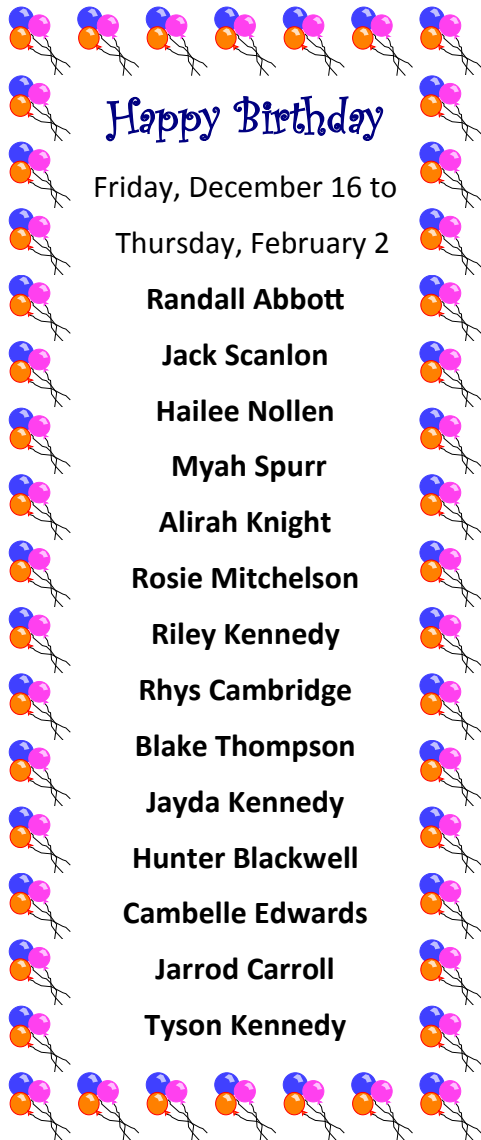 Happy Birthday
Friday, December 16 to
Thursday, February 2
Randall Abbott
Jack Scanlon
Hailee Nollen
Myah Spurr
Alirah Knight
Rosie Mitchelson
Riley Kennedy
Rhys Cambridge
Blake Thompson
Jayda Kennedy
Hunter Blackwell
Cambelle Edwards
Jarrod Carroll
Tyson Kennedy